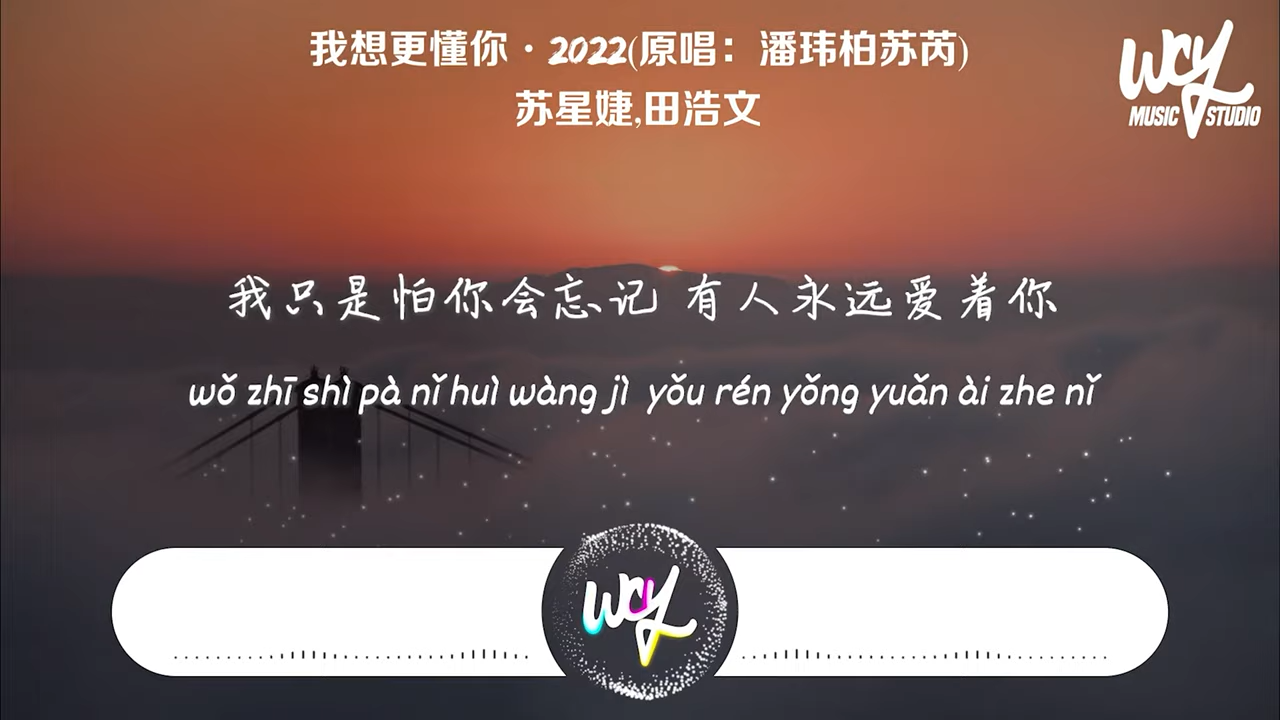 我想更懂你·2022(原唱：潘玮柏苏芮)
苏星婕,田浩文
wcy
MUSIC STUDIO
我只是怕你会忘记 有人永远爱着你
wǒ zhī shì pà nǐ huì wàng jì yǒu rén yǒng yuǎn ài zhe nǐ
wcy